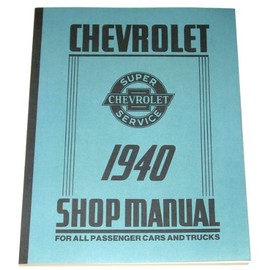 CHEVROLET
SUPER
CHEVROLET
SERVICE
1940
SHOP MANUAL
FOR ALL PASSENGER CARS AND TRUCKS